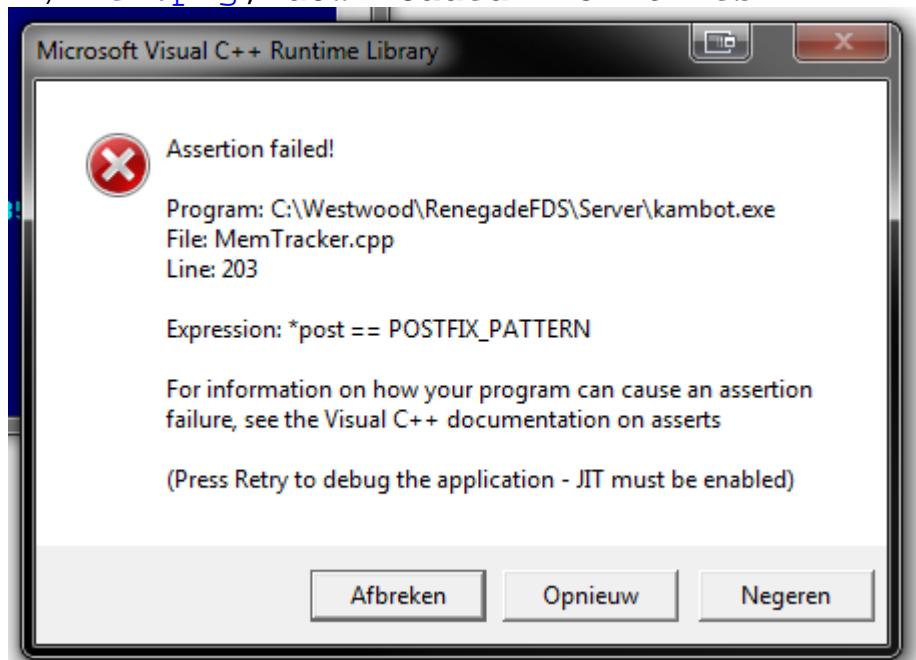 Microsoft Visual C++ Runtime Library
Assertion failed!
Program: C:\Westwood\RenegadeFDS\Server\kambot.exe
File: MemTracker.cpp
Line: 203
Expression: *post == POSTFIX_PATTERN
For information on how your program can cause an assertion
failure, see the Visual C++ documentation on asserts
(Press Retry to debug the application - JIT must be enabled)
Afbreken Opnieuw Negeren